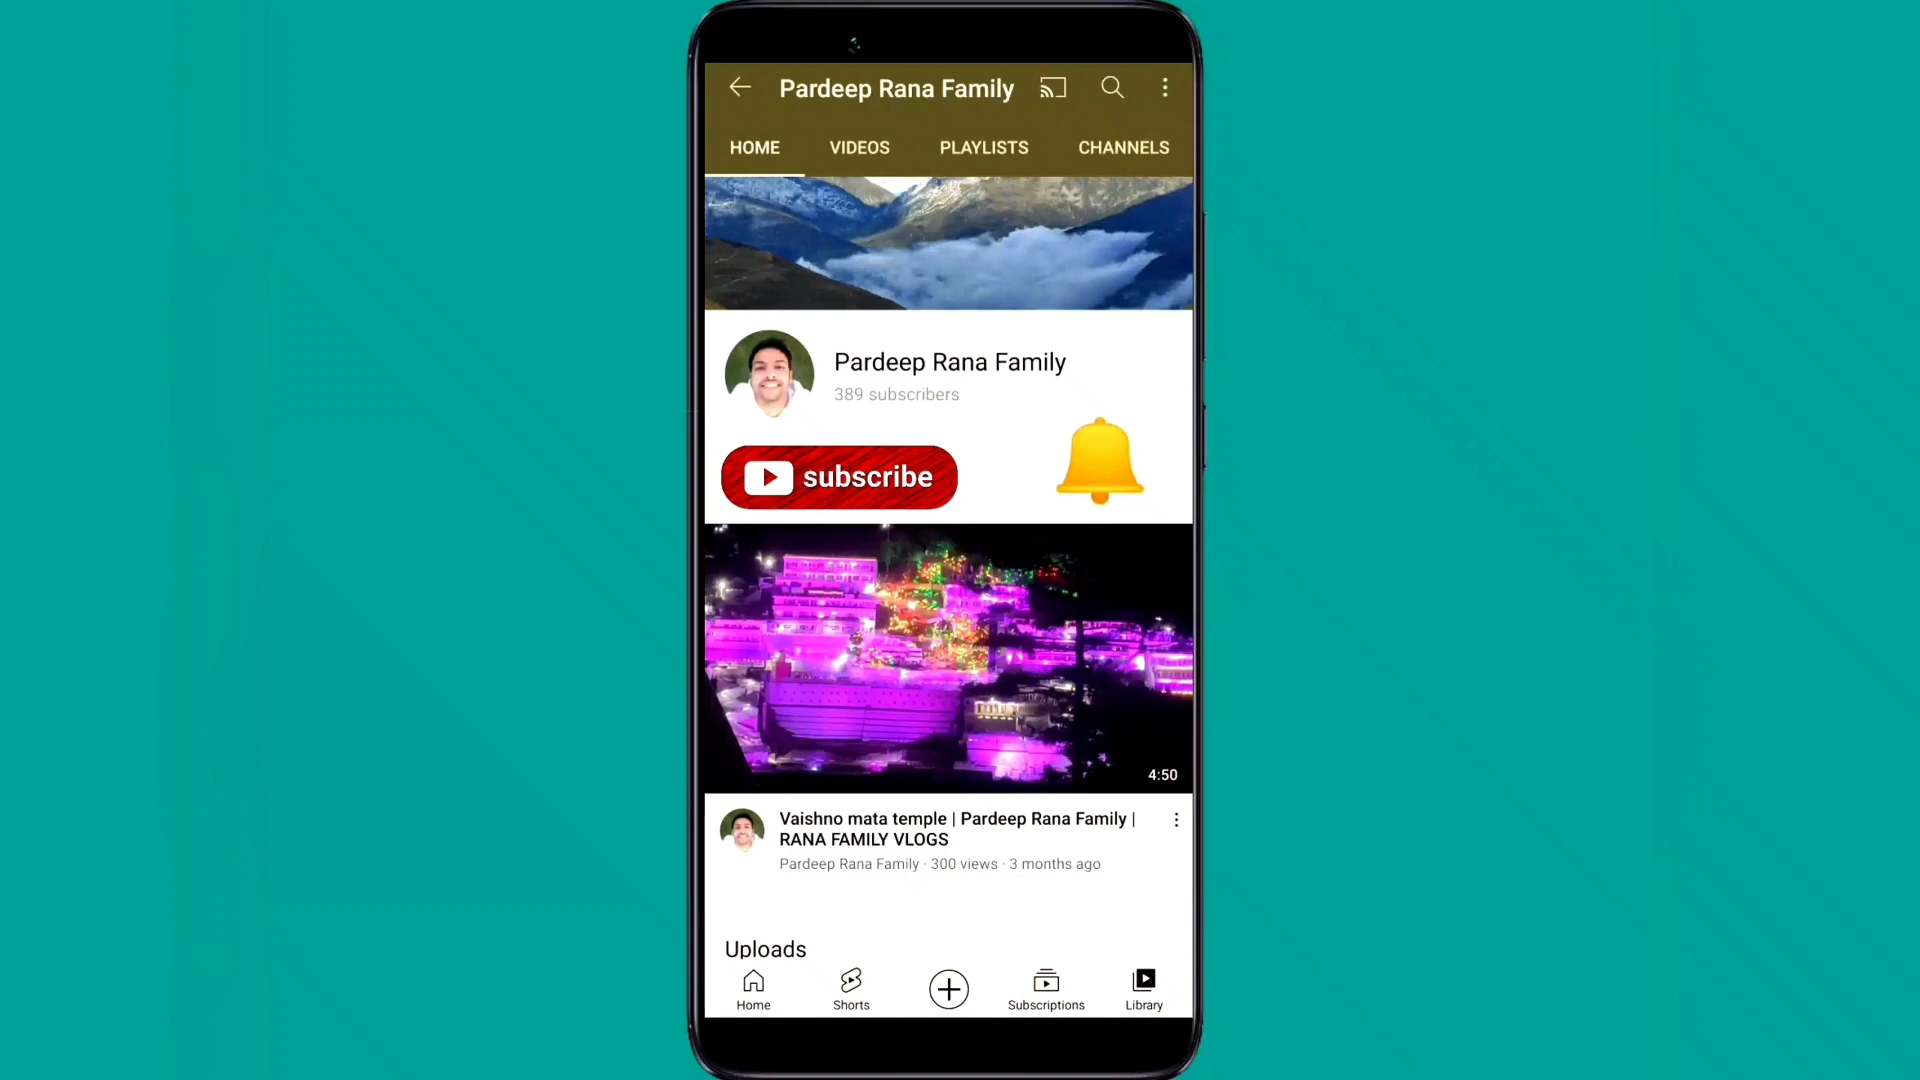 Pardeep Rana Family
HOME VIDEOS PLAYLISTS CHANNELS
Pardeep Rana Family
389 subscribers
subscribe
4:50
Vaishno mata temple | Pardeep Rana Family |
RANA FAMILY VLOGS
Pardeep Rana Family · 300 views · 3 months ago
Uploads
Home Shorts Subscriptions Library